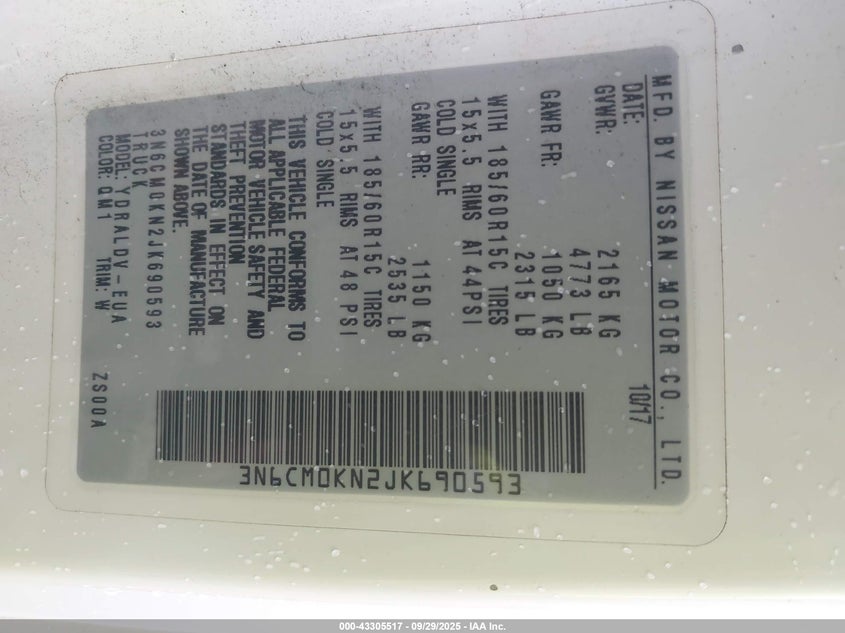 MFD. BY NISSAN MOTOR CO., LTD.
DATE: 10/17
GVWR: 2165 KG
4773 LB
GAWR FR: 1050 KG
2315 LB
WITH 185/60R15C TIRES
15x5.5 RIMS AT 44PSI
COLD SINGLE
GAWR RR: 1150 KG
2535 LB
WITH 185/60R15C TIRES
15x5.5 RIMS AT 48 PSI
COLD SINGLE
THIS VEHICLE CONFORMS TO
ALL APPLICABLE FEDERAL
MOTOR VEHICLE SAFETY AND
THEFT PREVENTION
STANDARDS IN EFFECT ON
THE DATE OF MANUFACTURE
SHOWN ABOVE.
3N6CM0KN2JK690593
TRUCK
MODEL: YDRALDV-EUA
COLOR: QM1 TRIM: W ZS00A
3N6CM0KN2JK690593
000-43305517 - 09/29/2025 - IAA Inc.